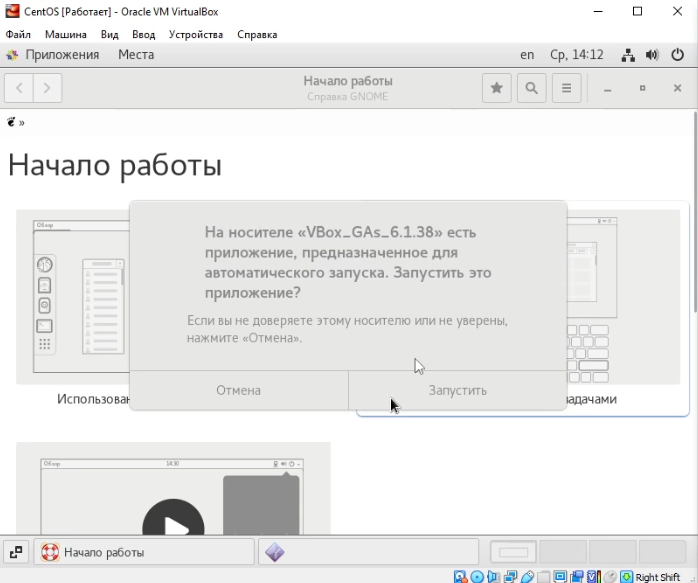 CentOS [Работает] - Oracle VM VirtualBox
Файл Машина Вид Ввод Устройства Справка
Приложения Места en Ср, 14:12
Начало работы
Справка GNOME
»
Начало работы
Обзор
На носителе «VBox_GAs_6.1.38» есть
приложение, предназначенное для
автоматического запуска. Запустить это
приложение?
Если вы не доверяете этому носителю или не уверены,
нажмите «Отмена».
Отмена Запустить
Использован задачами
Обзор 14:30
Начало работы
Right Shift